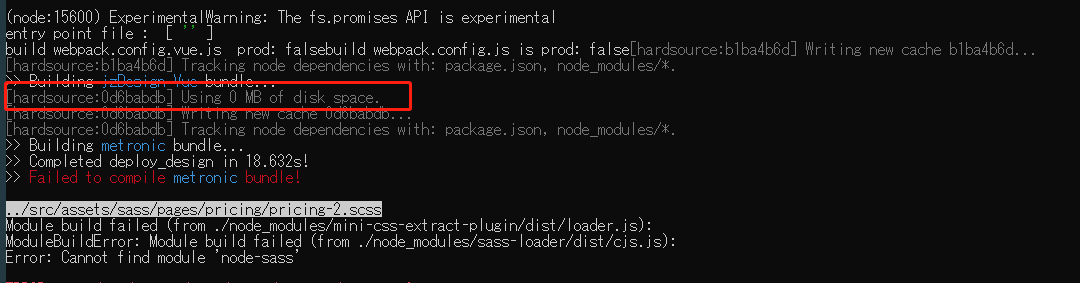 (node:15600) ExperimentalWarning: The fs.promises API is experimental
entry point file :  [ '' ]
build webpack.config.vue.js  prod: falsebuild webpack.config.js is prod: false[hardsource:b1ba4b6d] Writing new cache b1ba4b6d...
[hardsource:b1ba4b6d] Tracking node dependencies with: package.json, node_modules/*.
>> Building jzDesign Vue bundle...
[hardsource:0d6babdb] Using 0 MB of disk space.
[hardsource:0d6babdb] Writing new cache 0d6babdb...
[hardsource:0d6babdb] Tracking node dependencies with: package.json, node_modules/*.
>> Building metronic bundle...
>> Completed deploy_design in 18.632s!
>> Failed to compile metronic bundle!
../src/assets/sass/pages/pricing/pricing-2.scss
Module build failed (from ./node_modules/mini-css-extract-plugin/dist/loader.js):
ModuleBuildError: Module build failed (from ./node_modules/sass-loader/dist/cjs.js):
Error: Cannot find module 'node-sass'